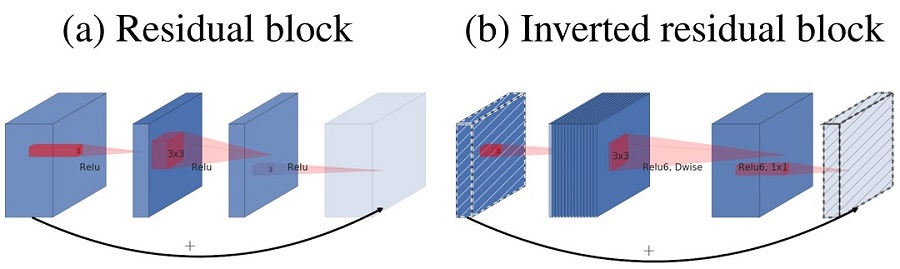 (a) Residual block
(b) Inverted residual block
1
Relu
3x3
Relu
1
Relu
+
1
3x3
Relu6, Dwise
Relu6, 1x1
+